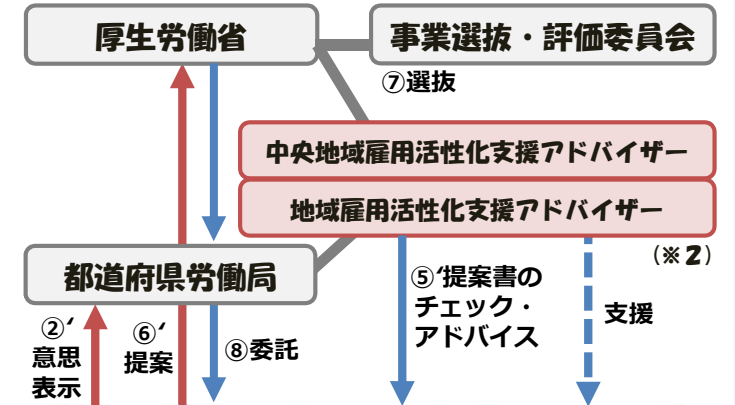 厚生労働省
事業選抜・評価委員会
⑦選抜
中央地域雇用活性化支援アドバイザー
地域雇用活性化支援アドバイザー
(※2)
都道府県労働局
⑤‘提案書の
チェック・
アドバイス
支援
②‘
意思
表示
⑥‘
提案
⑧委託